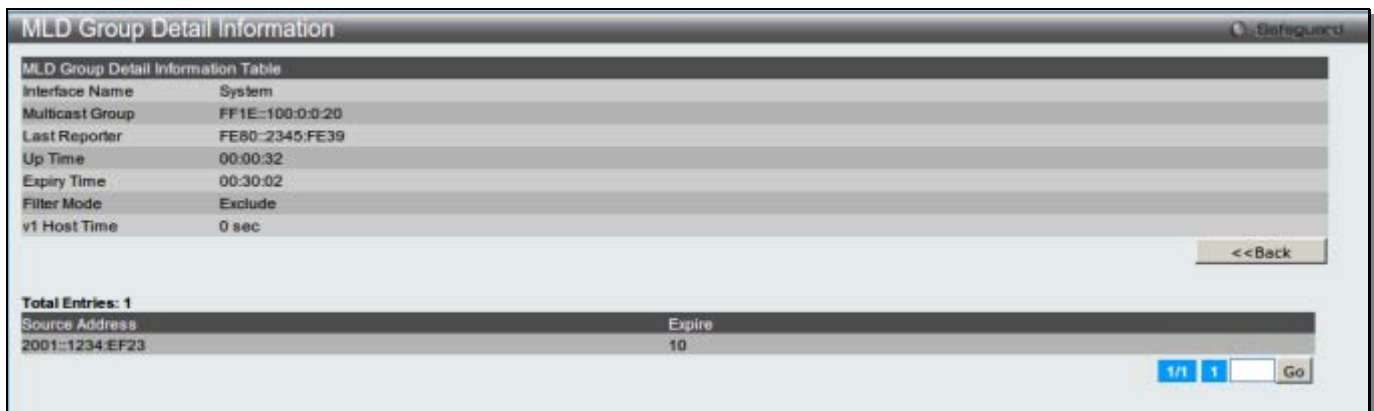 MLD Group Detail Information
Safeguard
MLD Group Detail Information Table
Interface Name System
Multicast Group FF1E::100:0:0:20
Last Reporter FE80::2345:FE39
Up Time 00:00:32
Expiry Time 00:30:02
Filter Mode Exclude
v1 Host Time 0 sec
<<Back
Total Entries: 1
Source Address Expire
2001::1234:EF23 10
1/1 1 Go